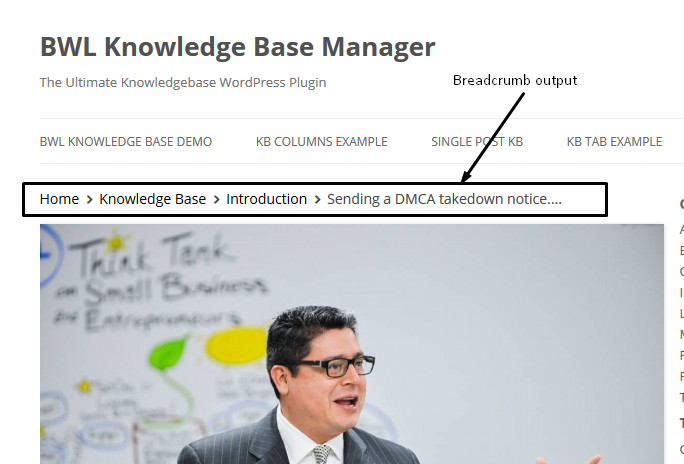 BWL Knowledge Base Manager
The Ultimate Knowledgebase WordPress Plugin
Breadcrumb output
BWL KNOWLEDGE BASE DEMO KB COLUMNS EXAMPLE SINGLE POST KB KB TAB EXAMPLE
Home > Knowledge Base > Introduction > Sending a DMCA takedown notice....
Think Tank
on Small Business
and Entrepreneurs